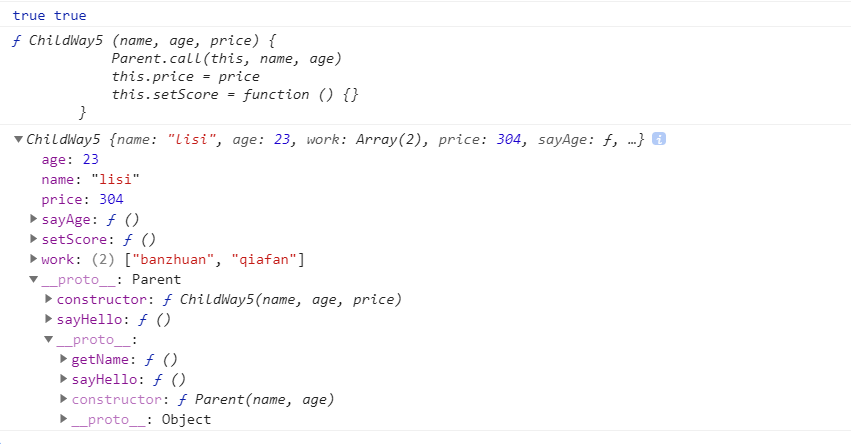 true true
ƒ ChildWay5 (name, age, price) {
Parent.call(this, name, age)
this.price = price
this.setScore = function () {}
}
▼ChildWay5 {name: "lisi", age: 23, work: Array(2), price: 304, sayAge: ƒ, …} i
age: 23
name: "lisi"
price: 304
▶sayAge: ƒ ()
▶setScore: ƒ ()
▶work: (2) ["banzhuan", "qiafan"]
▼__proto__: Parent
▶constructor: ƒ ChildWay5(name, age, price)
▶sayHello: ƒ ()
▼__proto__:
▶getName: ƒ ()
▶sayHello: ƒ ()
▶constructor: ƒ Parent(name, age)
▶__proto__: Object